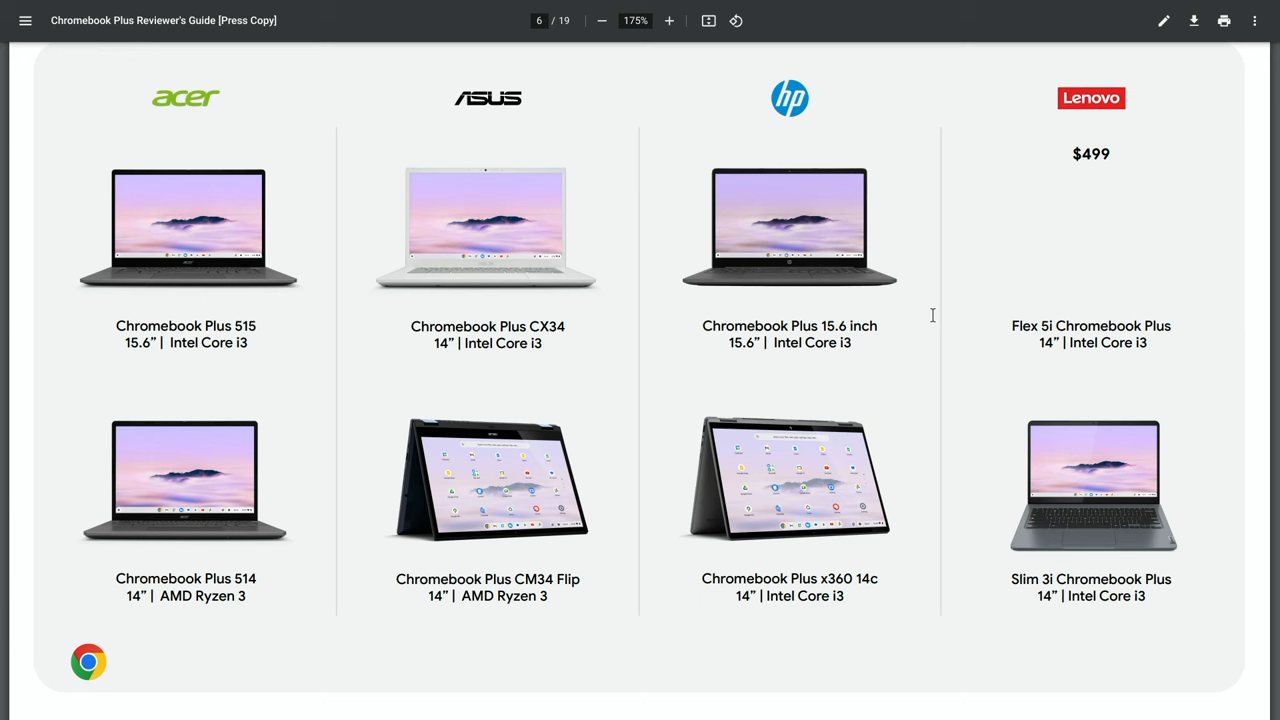 Chromebook Plus Reviewer's Guide [Press Copy]
6 / 19
175%
acer
ASUS
hp
Lenovo
$499
Chromebook Plus 515
15.6” | Intel Core i3
Chromebook Plus CX34
14” | Intel Core i3
Chromebook Plus 15.6 inch
15.6” | Intel Core i3
Flex 5i Chromebook Plus
14” | Intel Core i3
Chromebook Plus 514
14” | AMD Ryzen 3
Chromebook Plus CM34 Flip
14” | AMD Ryzen 3
Chromebook Plus x360 14c
14” | Intel Core i3
Slim 3i Chromebook Plus
14” | Intel Core i3